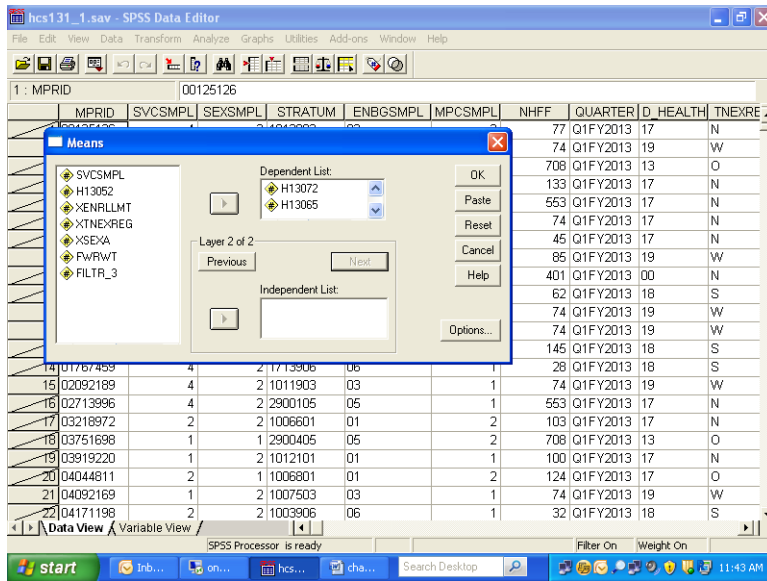 hcs131_1.sav - SPSS Data Editor
File Edit View Data Transform Analyze Graphs Utilities Add-ons Window Help
1 : MPRID 00125126
MPRID SVCSMPL SEXSMPL STRATUM ENBGSMPL MPCSMPL NHFF QUARTER D_HEALTH TNEXRE
77 Q1FY2013 17 N
Means
74 Q1FY2013 19 W
708 Q1FY2013 13 O
133 Q1FY2013 17 N
553 Q1FY2013 17 N
74 Q1FY2013 17 N
45 Q1FY2013 17 N
85 Q1FY2013 19 W
401 Q1FY2013 00 N
62 Q1FY2013 18 S
74 Q1FY2013 19 W
74 Q1FY2013 19 W
145 Q1FY2013 18 S
SVCSMPL
H13052
XENRLLMT
XTNEXREG
XSEXA
FWRWT
FILTR_3
Dependent List:
H13072
H13065
Layer 2 of 2
Previous Next
Independent List:
OK
Paste
Reset
Cancel
Help
Options...
14 01767459 4 2 1713906 06 1 28 Q1FY2013 18 S
15 02092189 4 2 1011903 03 1 74 Q1FY2013 19 W
16 02713996 4 2 2900105 05 1 553 Q1FY2013 17 N
17 03218972 2 2 1006601 01 2 103 Q1FY2013 17 N
18 03751698 1 1 2900405 05 2 708 Q1FY2013 13 O
19 03919220 1 2 1012101 01 1 100 Q1FY2013 17 N
20 04044811 2 1 1006801 01 2 124 Q1FY2013 17 O
21 04092169 1 2 1007503 03 1 74 Q1FY2013 19 W
22 04171198 2 2 1003906 06 1 32 Q1FY2013 18 S
Data View Variable View
SPSS Processor is ready Filter On Weight On
start Inb... on... hcs... cha... Search Desktop 11:43 AM